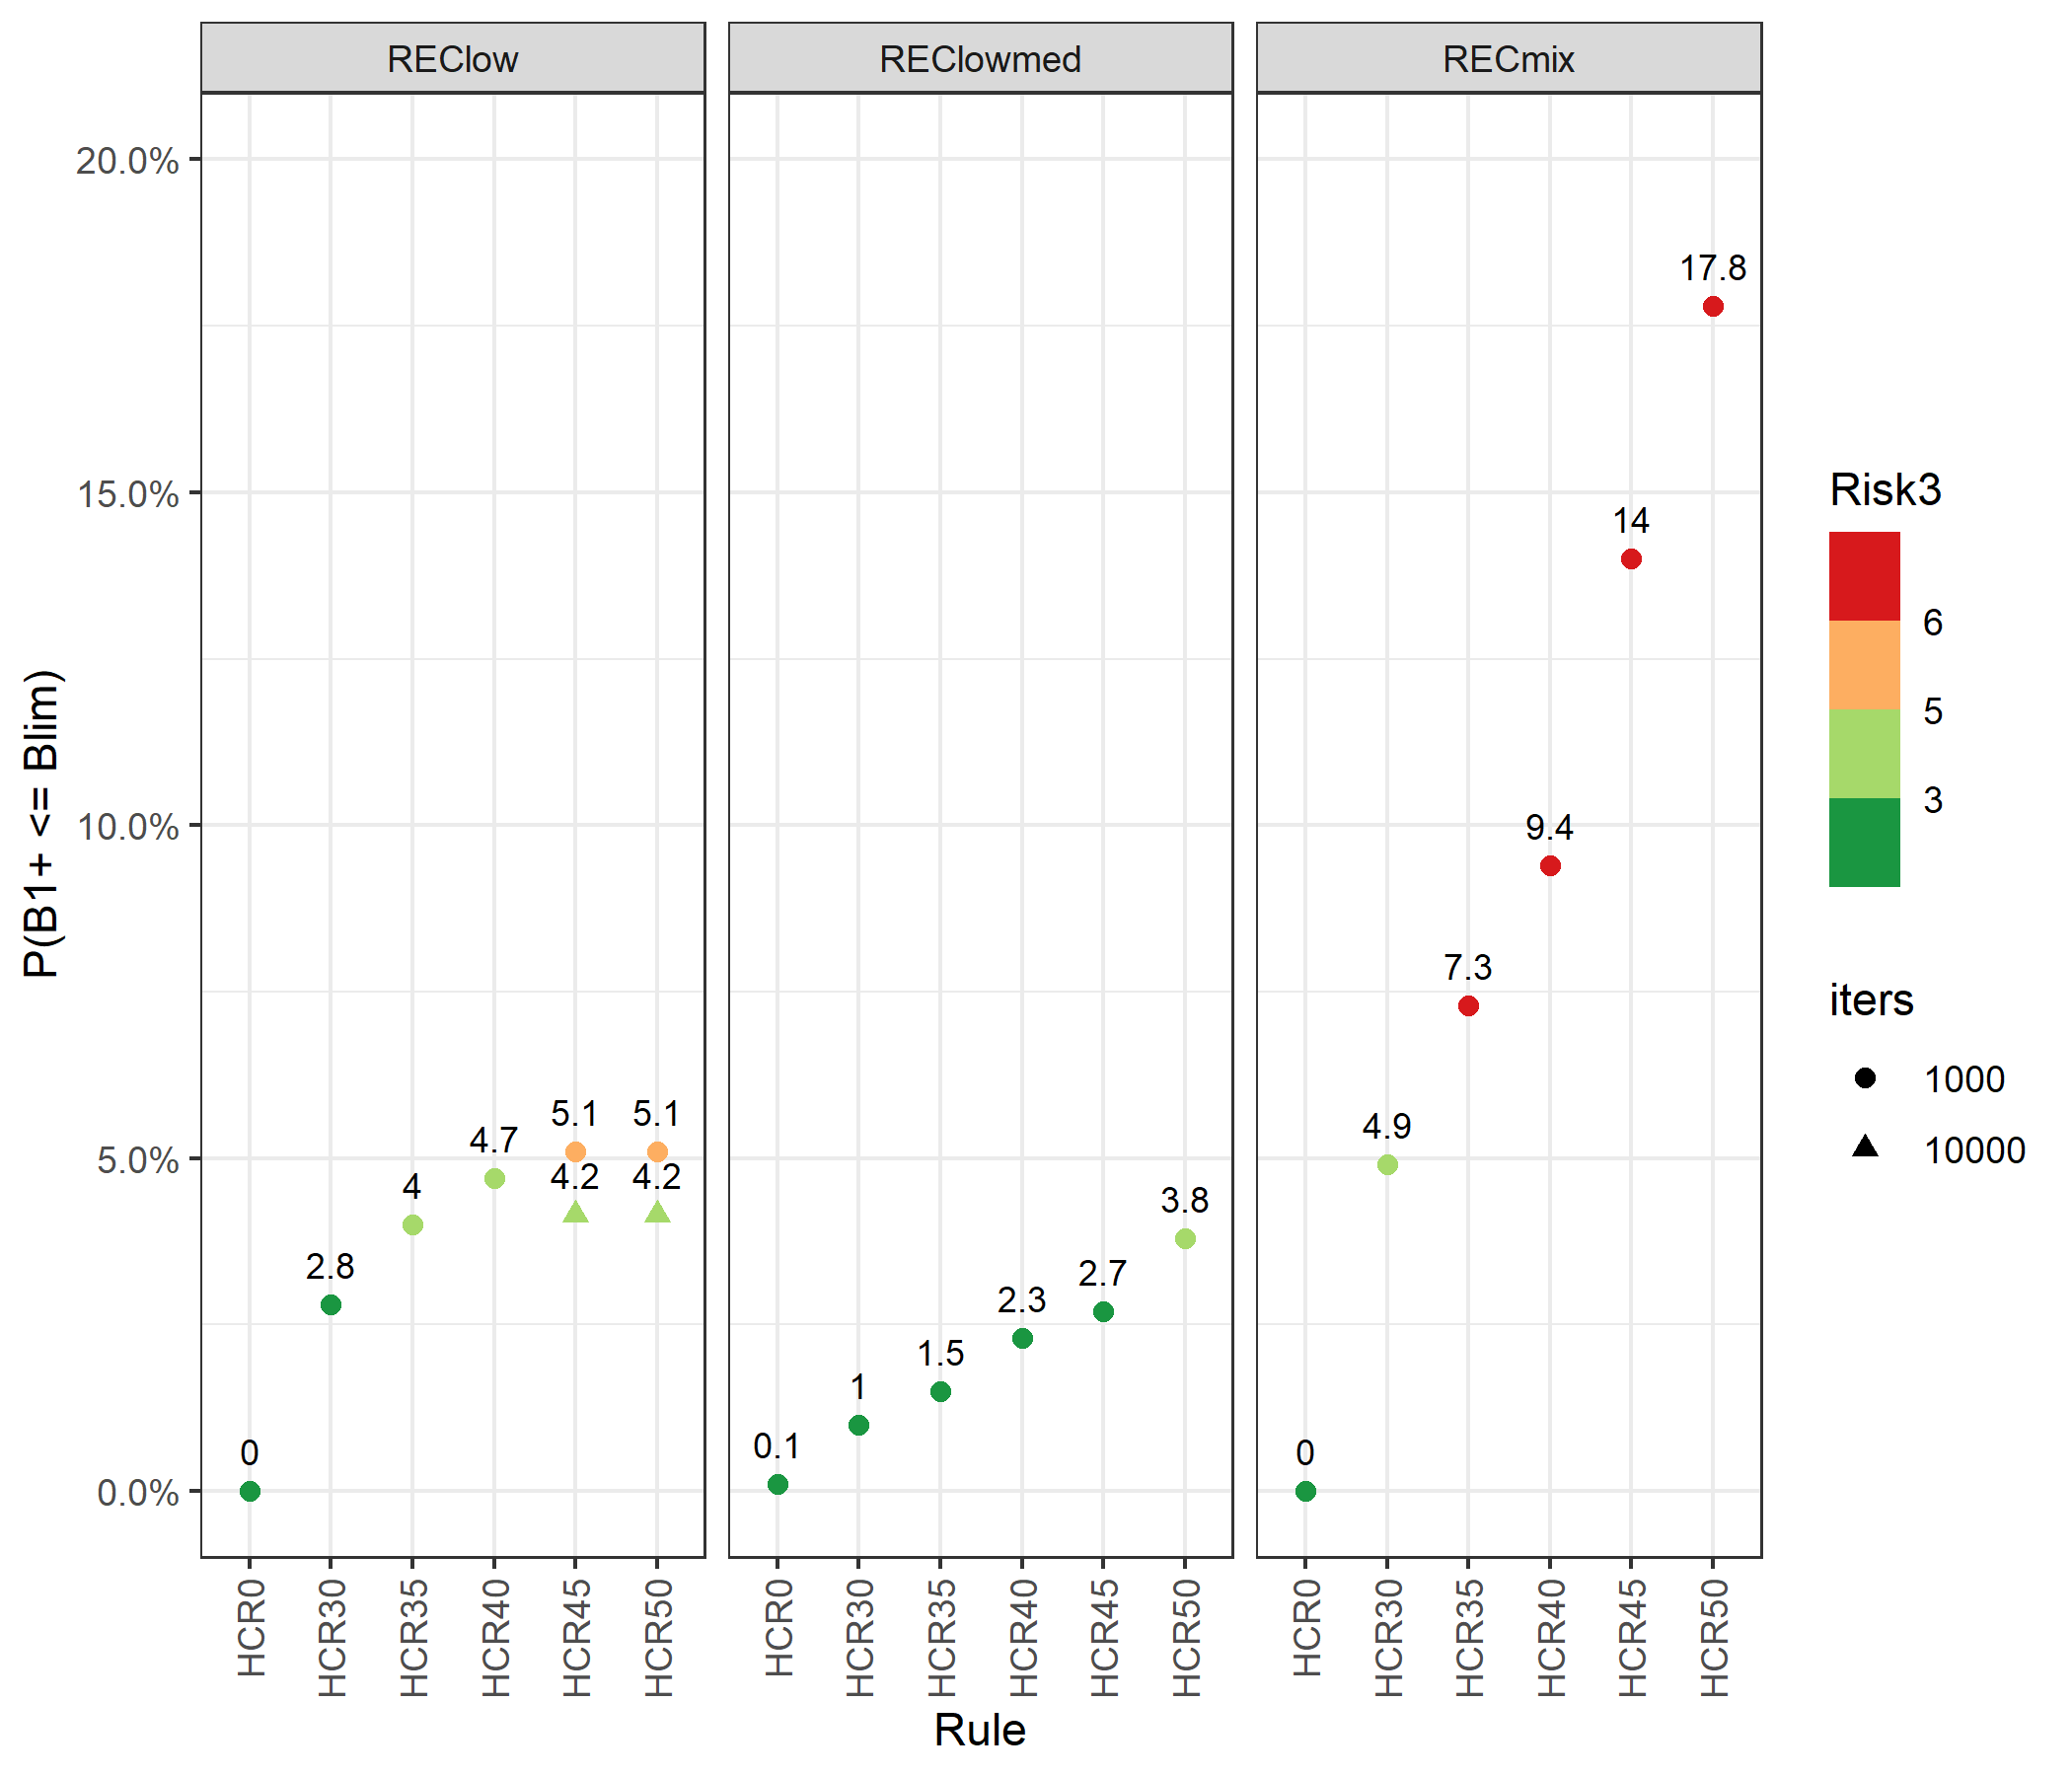 REClow
REClowmed
RECmix
P(B1+ <= Blim)
20.0%
15.0%
10.0%
5.0%
0.0%
0
2.8
4
4.7
5.1
5.1
4.2
4.2
0.1
1
1.5
2.3
2.7
3.8
0
4.9
7.3
9.4
14
17.8
HCR0
HCR30
HCR35
HCR40
HCR45
HCR50
HCR0
HCR30
HCR35
HCR40
HCR45
HCR50
HCR0
HCR30
HCR35
HCR40
HCR45
HCR50
Rule
Risk3
6
5
3
iters
1000
10000